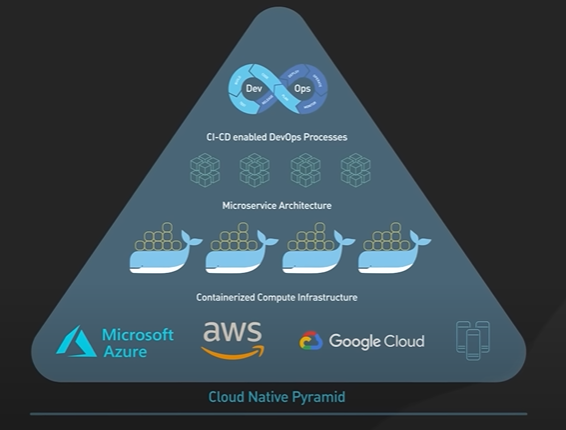 Dev Ops
CI-CD enabled DevOps Processes
Microservice Architecture
Containerized Compute Infrastructure
Microsoft
Azure
aws
Google Cloud
Cloud Native Pyramid